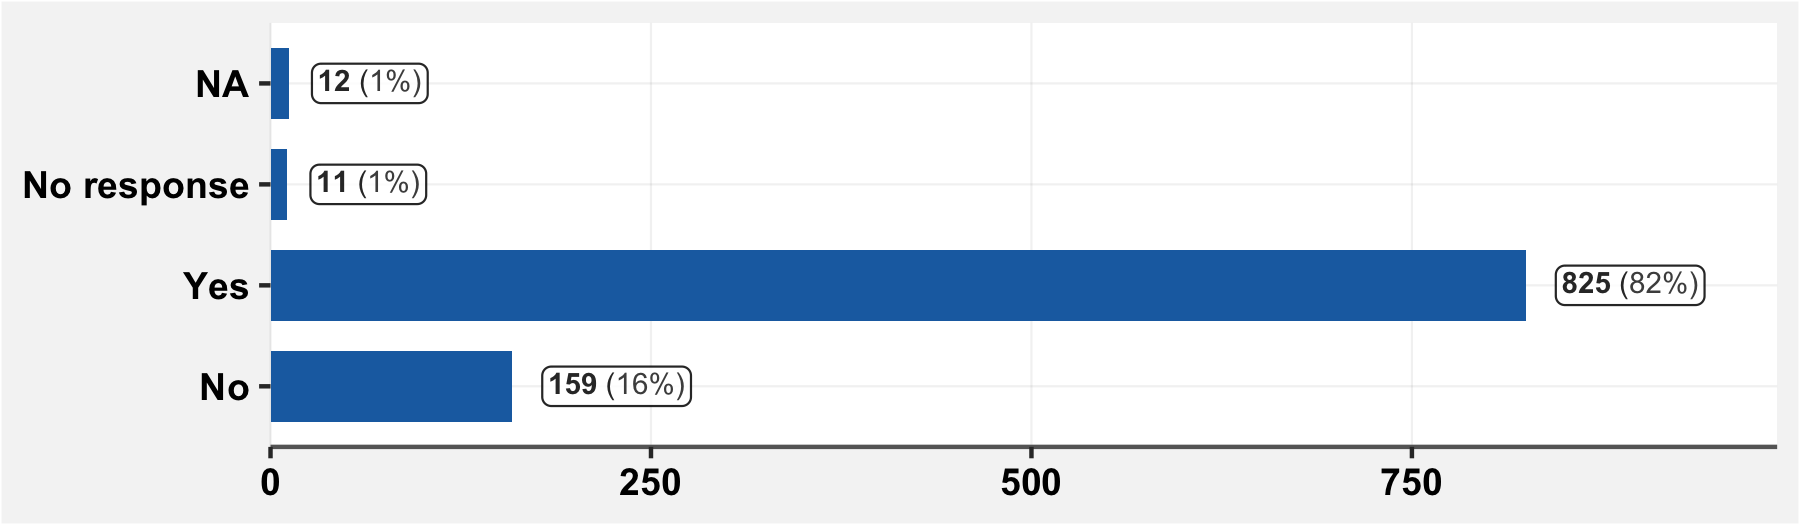 NA 12 (1%)
No response 11 (1%)
Yes 825 (82%)
No 159 (16%)
0 250 500 750